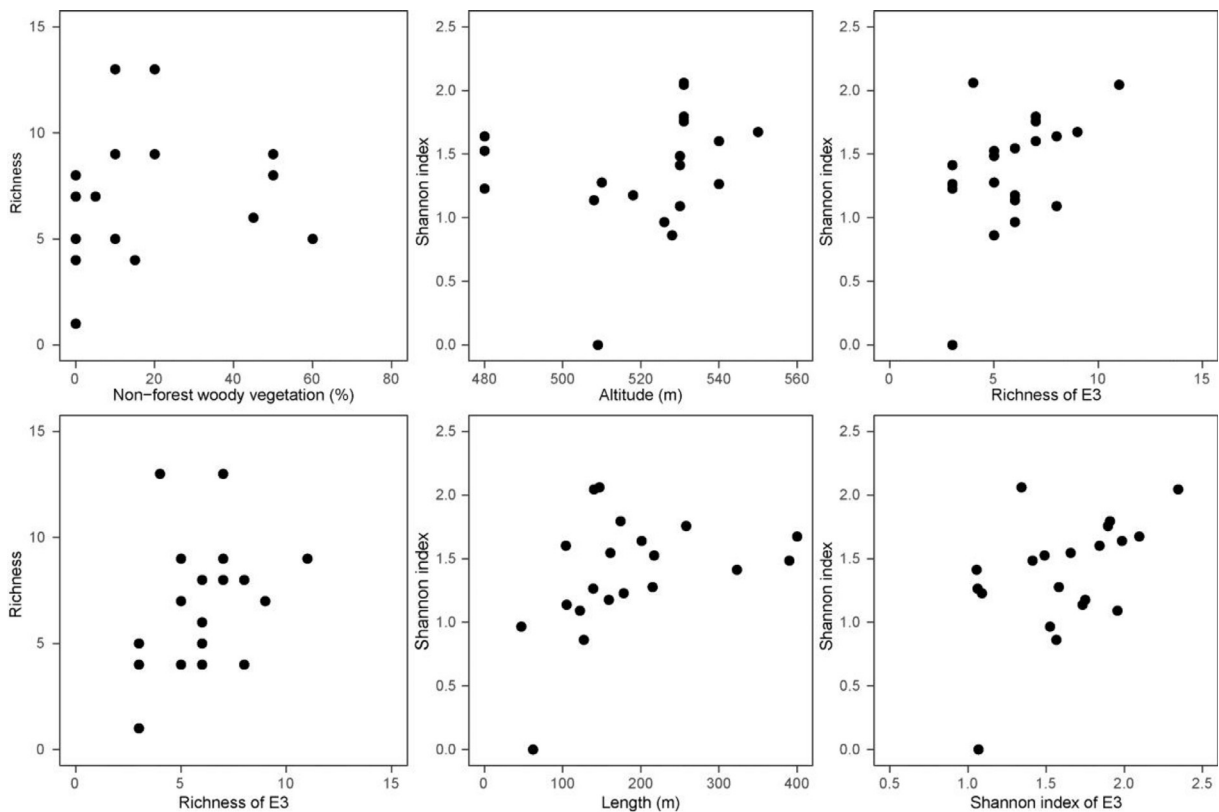 15
10
5
0
Richness
0 20 40 60 80
Non−forest woody vegetation (%)
2.5
2.0
1.5
1.0
0.5
0.0
Shannon index
480 500 520 540 560
Altitude (m)
2.5
2.0
1.5
1.0
0.5
0.0
Shannon index
0 5 10 15
Richness of E3
15
10
5
0
Richness
0 5 10 15
Richness of E3
2.5
2.0
1.5
1.0
0.5
0.0
Shannon index
0 100 200 300 400
Length (m)
2.5
2.0
1.5
1.0
0.5
0.0
Shannon index
0.5 1.0 1.5 2.0 2.5
Shannon index of E3